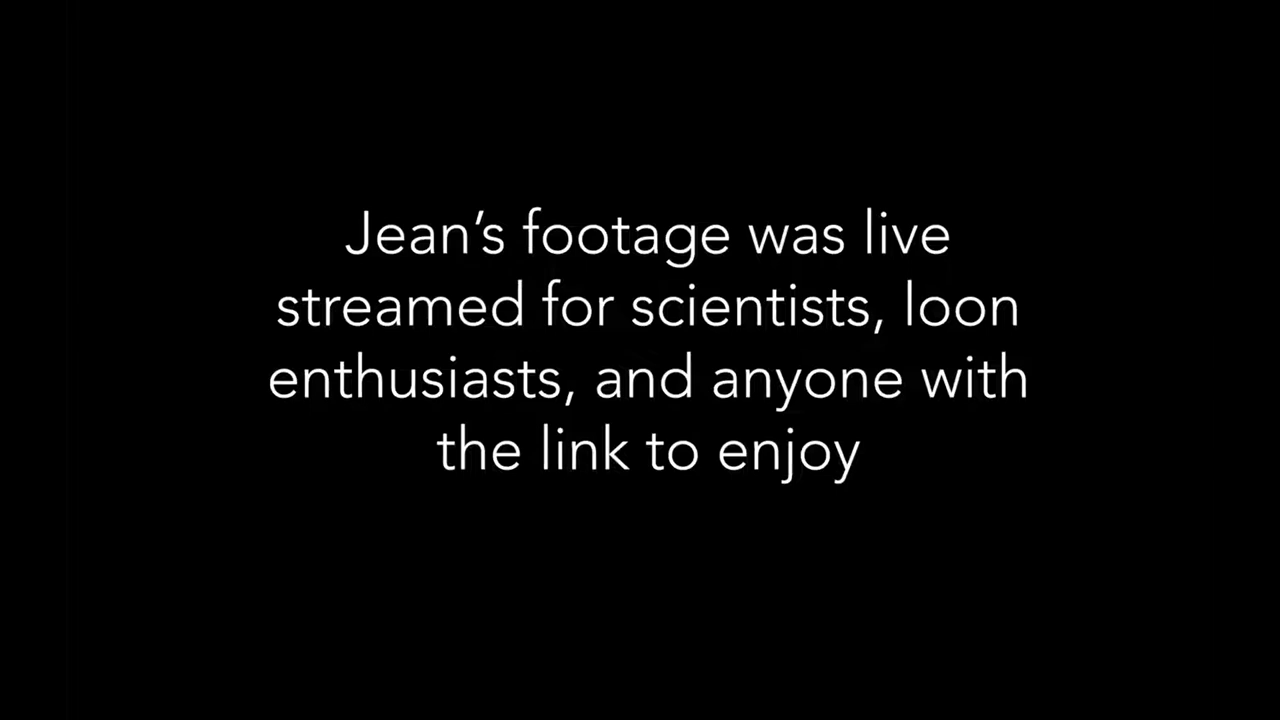 Jean’s footage was live
streamed for scientists, loon
enthusiasts, and anyone with
the link to enjoy